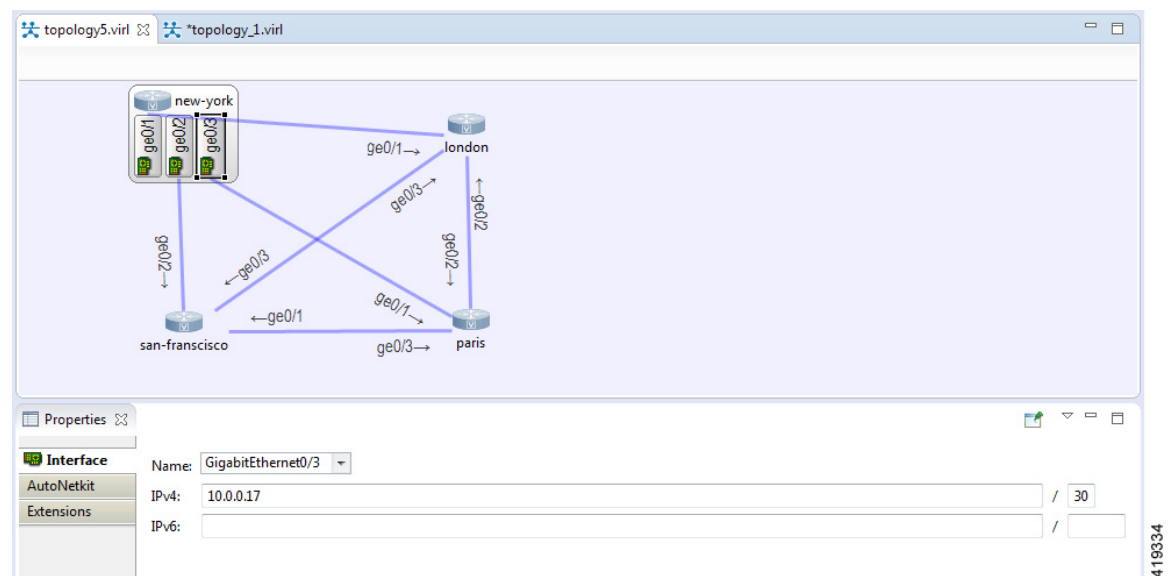 topology5.virl
*topology_1.virl
new-york
ge0/1
ge0/2
ge0/3
london
ge0/1→
ge0/3→
←ge0/2
ge0/2→
ge0/2→
←ge0/3
ge0/1→
←ge0/1
san-franscisco
ge0/3→
paris
Properties
Interface
Name: GigabitEthernet0/3
AutoNetkit
IPv4: 10.0.0.17 / 30
Extensions
IPv6: /
419334